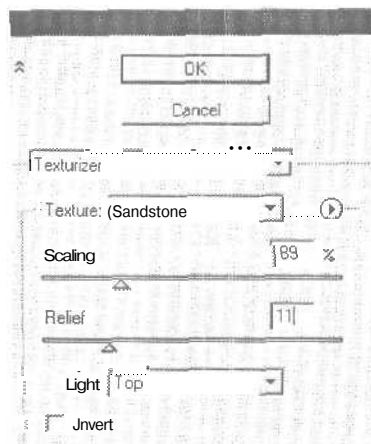 OK
Cancel
Texturizer
Texture: (Sandstone
Scaling 89 %
Relief 11
Light Top
Jnvert